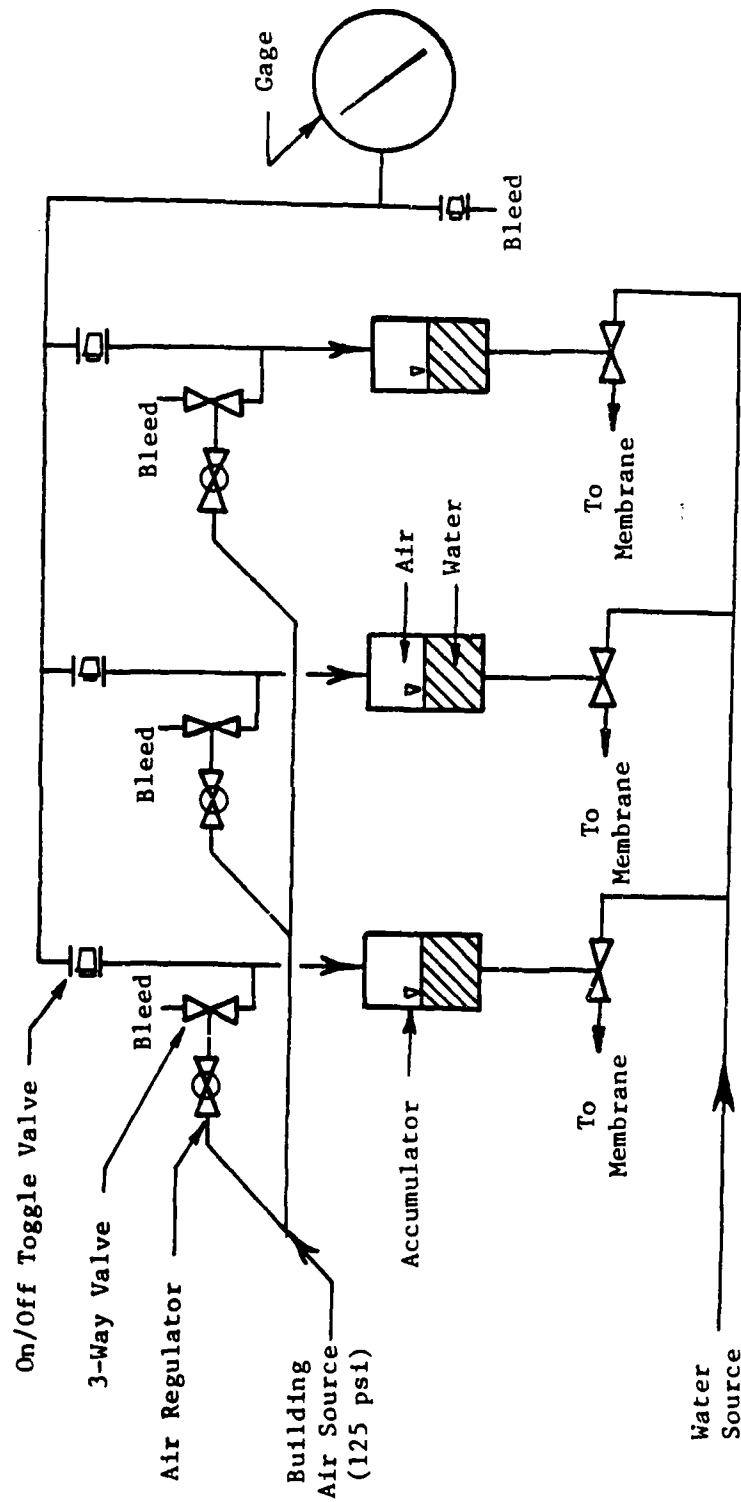 On/Off Toggle Valve
3-Way Valve
Air Regulator
Building
Air Source
(125 psi)
Bleed
Bleed
Bleed
Gage
Bleed
Accumulator
Air
Water
To
Membrane
To
Membrane
To
Membrane
Water
Source